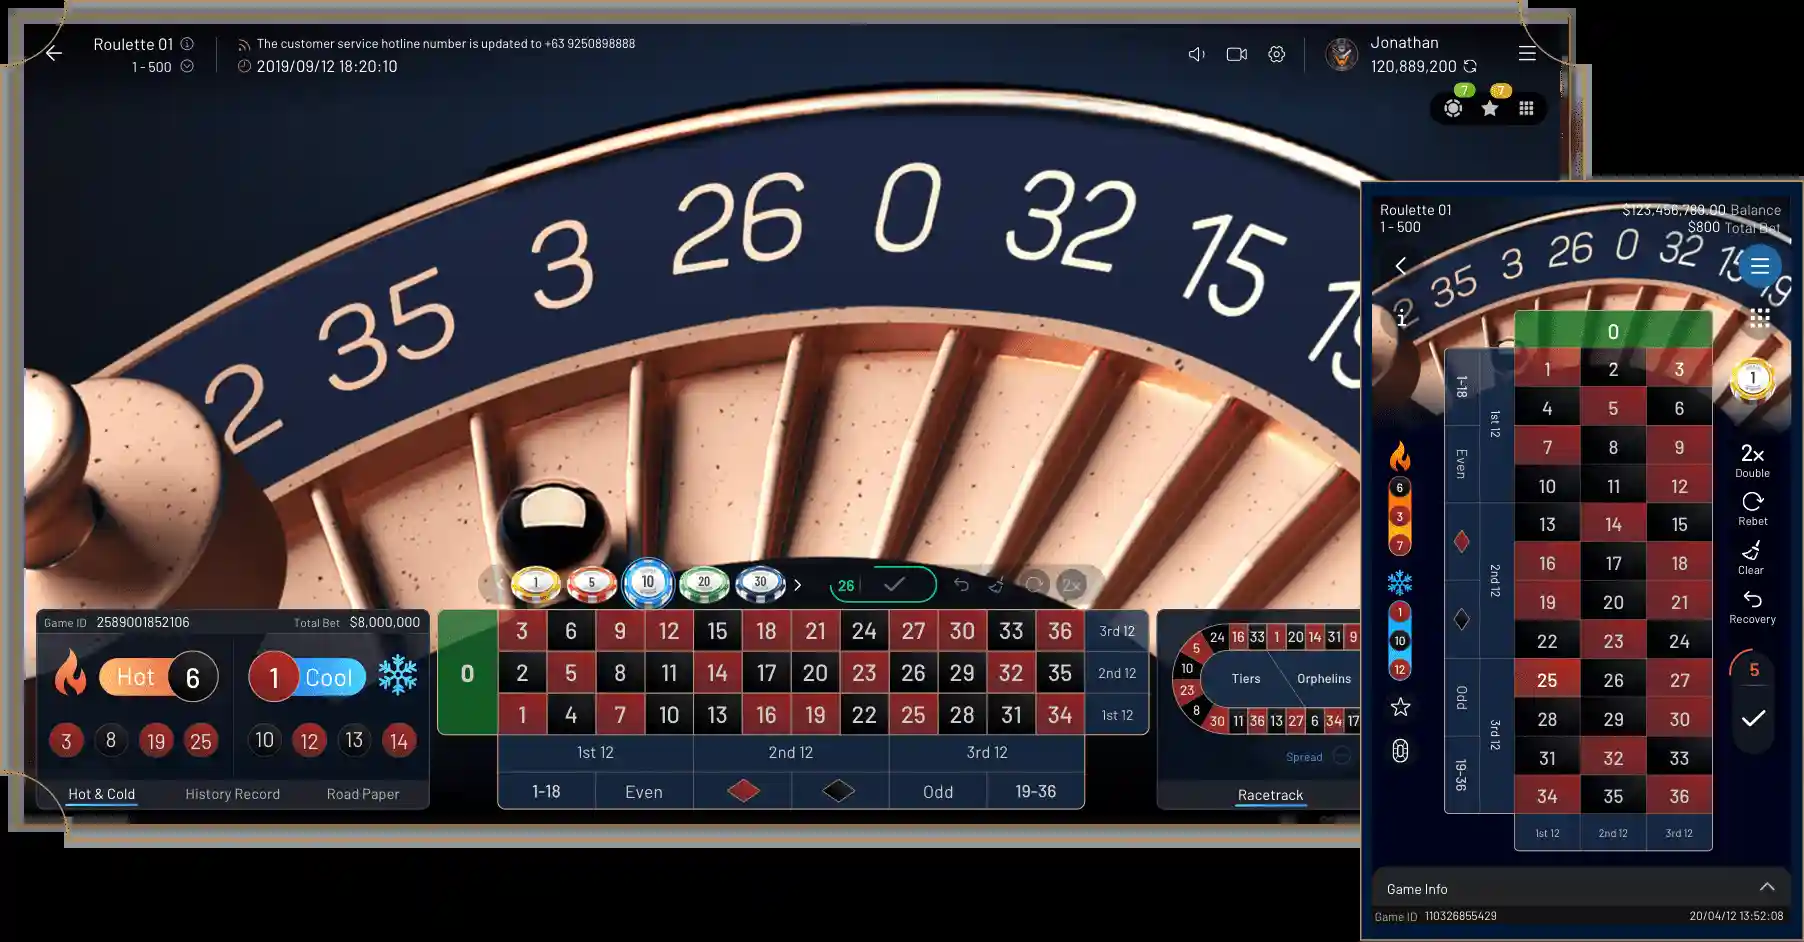 Roulette 01
1 - 500
The customer service hotline number is updated to +63 9250898888
2019/09/12 18:20:10
Jonathan
120,889,200
7 7
2 35 3 26 0 32 15
1 5 10 20 30
26
2x
Game ID 2589001852106 Total Bet $8,000,000
Hot 6
1 Cool
3 8 19 25
10 12 13 14
Hot & Cold History Record Road Paper
0
3 6 9 12 15 18 21 24 27 30 33 36 3rd 12
2 5 8 11 14 17 20 23 26 29 32 35 2nd 12
1 4 7 10 13 16 19 22 25 28 31 34 1st 12
1st 12 2nd 12 3rd 12
1-18 Even Odd 19-36
24 16 33 1 20 14 31 9
5
10
23
8
30 11 36 13 27 6 34 17
Tiers Orphelins
Spread
Racetrack
Roulette 01
1 - 500
$123,456,789.00 Balance
$800 Total Bet
2 35 3 26 0 32 15 19
i
0
1 2 3
4 5 6
7 8 9
10 11 12
13 14 15
16 17 18
19 20 21
22 23 24
25 26 27
28 29 30
31 32 33
34 35 36
1st 12 2nd 12 3rd 12
1-18
Even
Odd
19-36
1st 12
2nd 12
3rd 12
6
3
7
1
10
12
1
2x
Double
Rebet
Clear
Recovery
5
Game Info
Game ID 110326855429 20/04/12 13:52:08